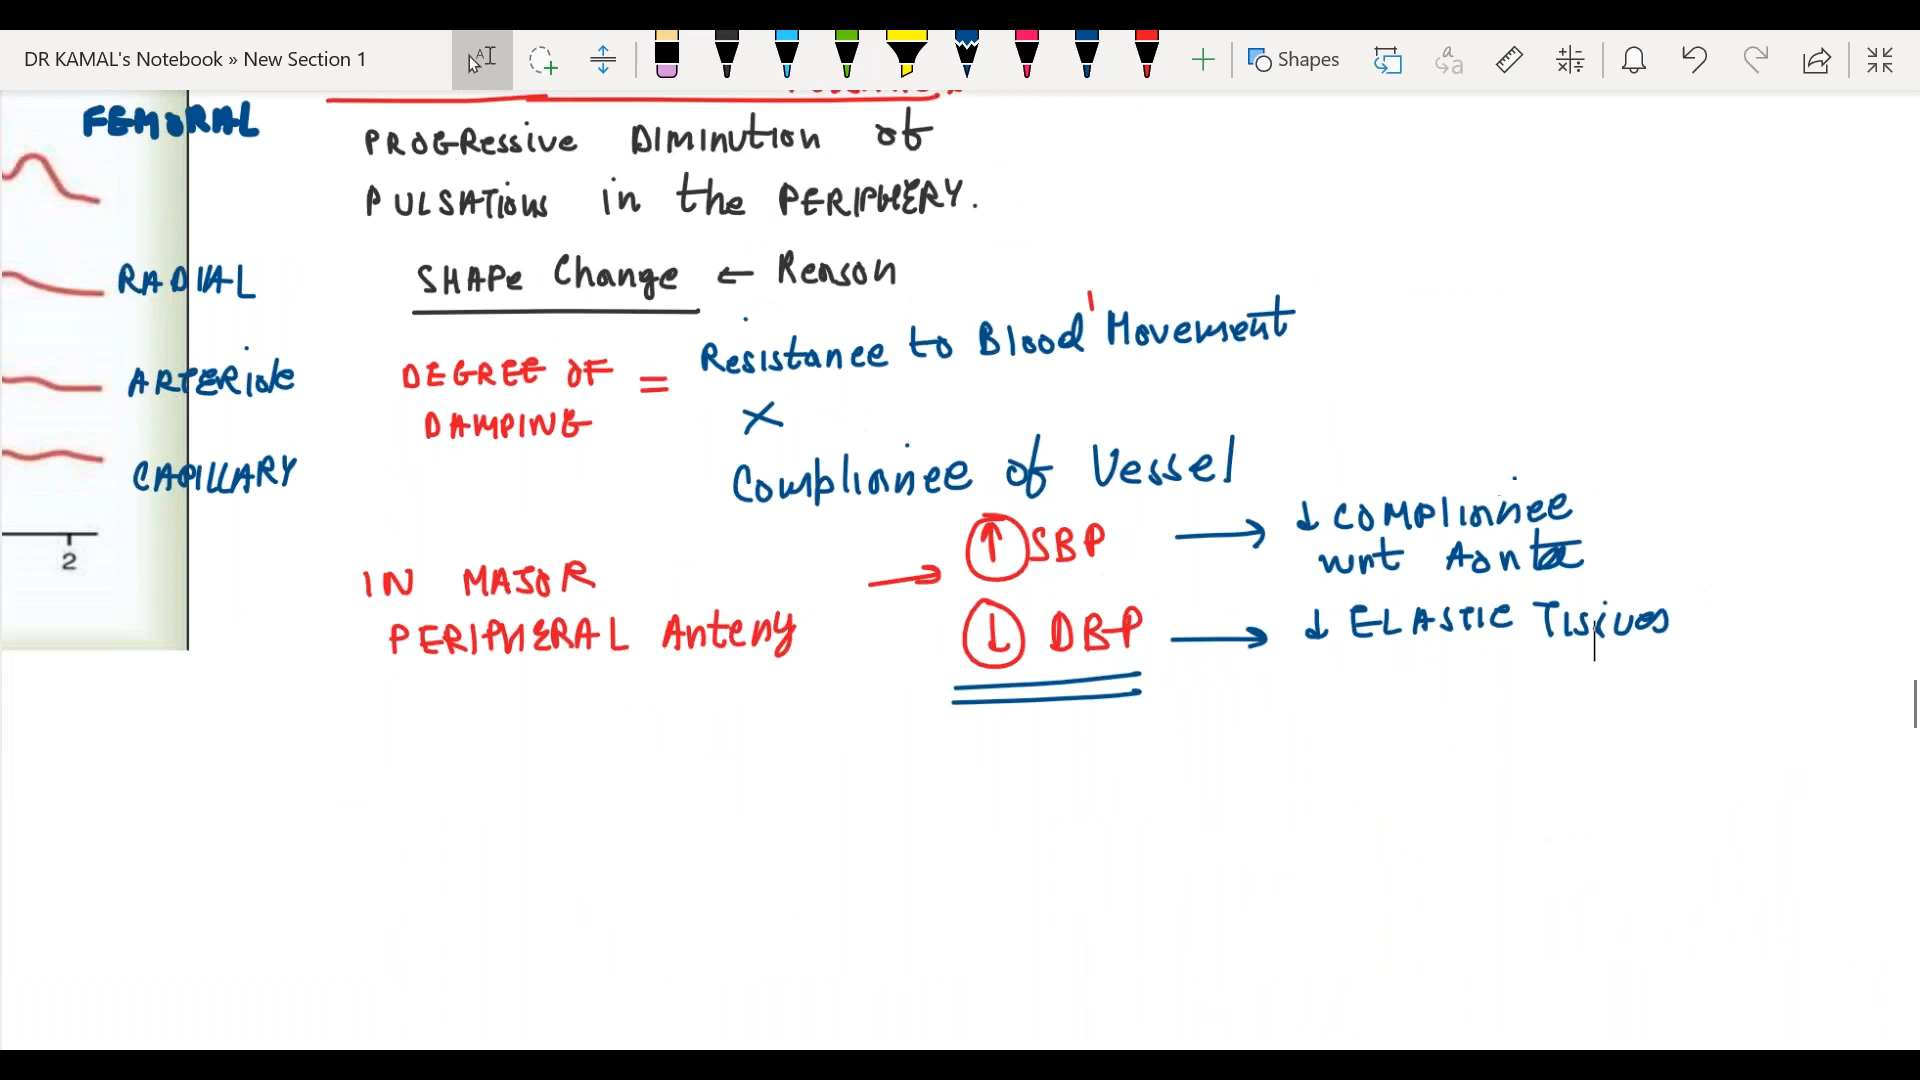 DR KAMAL's Notebook » New Section 1
Shapes
FEMORAL
PROGRessive DIMINUTION of
PULSATIONS in the PERIPHERY.
RADIAL
SHAPe Change ← Reason
Resistance to Blood Movement
ARTERIOLE
DEGREE OF =
DAMPING
×
CAPILLARY
Compliance of Vessel
2
IN MAJOR → ↑ SBP → ↓ COMPLIANCE
wrt Aorta
PERIPHERAL Artery ↓ DBP → ↓ ELASTIC TISSUES